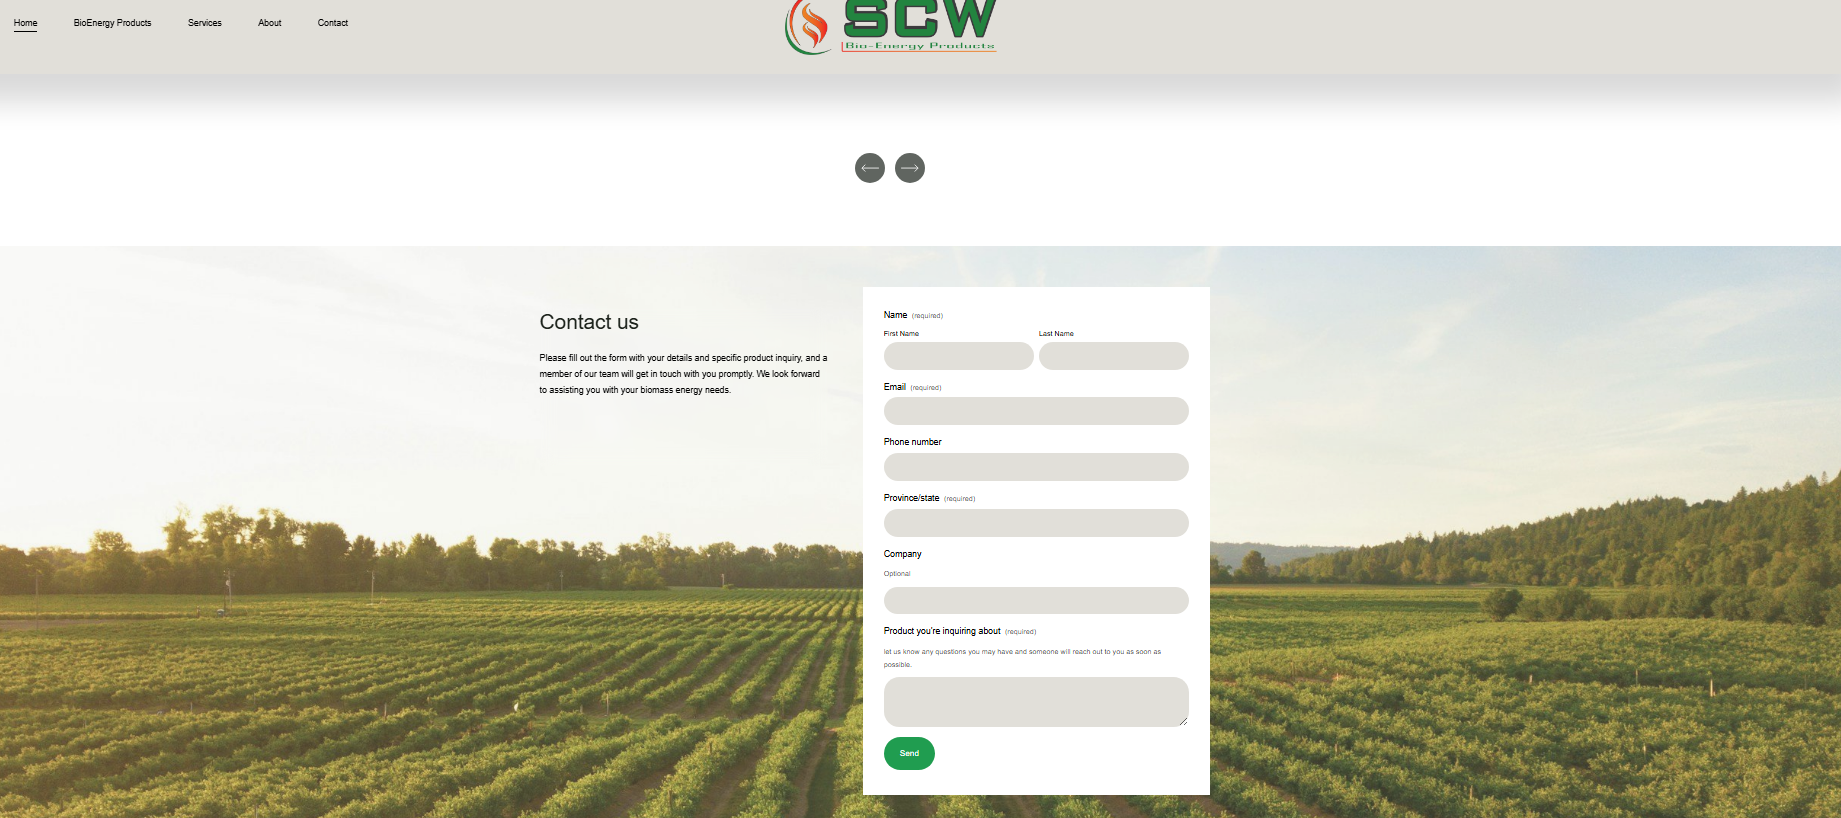 Home BioEnergy Products Services About Contact
SCW
Bio-Energy Products
Contact us
Please fill out the form with your details and specific product inquiry, and a
member of our team will get in touch with you promptly. We look forward
to assisting you with your biomass energy needs.
Name (required)
First Name Last Name
Email (required)
Phone number
Province/state (required)
Company
Optional
Product you're inquiring about (required)
let us know any questions you may have and someone will reach out to you as soon as
possible.
Send